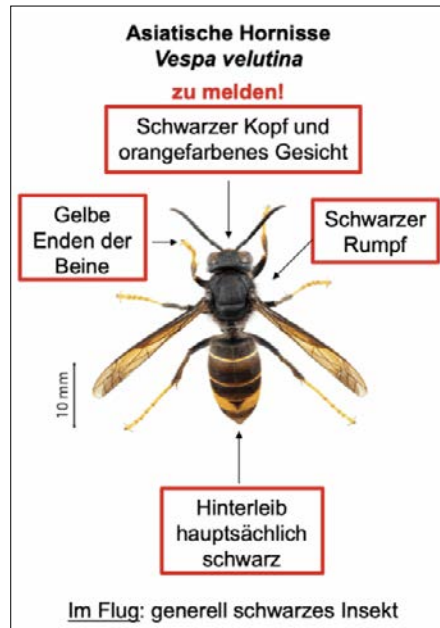 Asiatische Hornisse
Vespa velutina
zu melden!
Schwarzer Kopf und
orangefarbenes Gesicht
Gelbe
Enden der
Beine
Schwarzer
Rumpf
10 mm
Hinterleib
hauptsächlich
schwarz
Im Flug: generell schwarzes Insekt